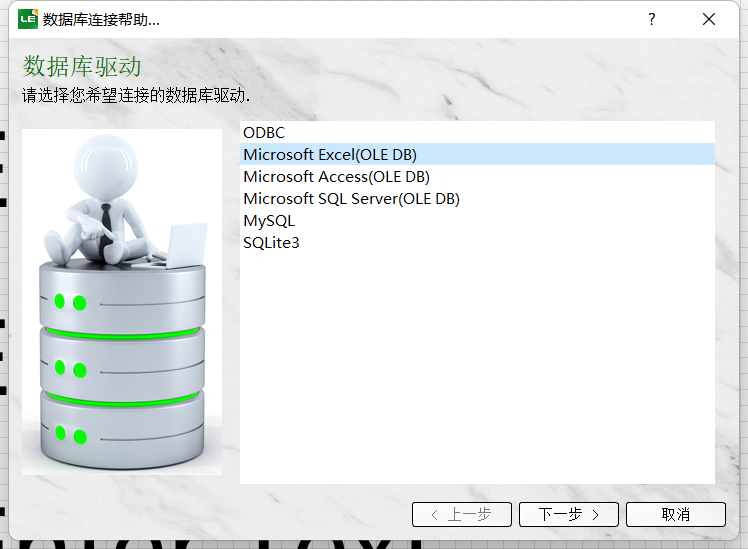 LE 数据库连接帮助...
数据库驱动
请选择您希望连接的数据库驱动.
ODBC
Microsoft Excel(OLE DB)
Microsoft Access(OLE DB)
Microsoft SQL Server(OLE DB)
MySQL
SQLite3
< 上一步
下一步 >
取消